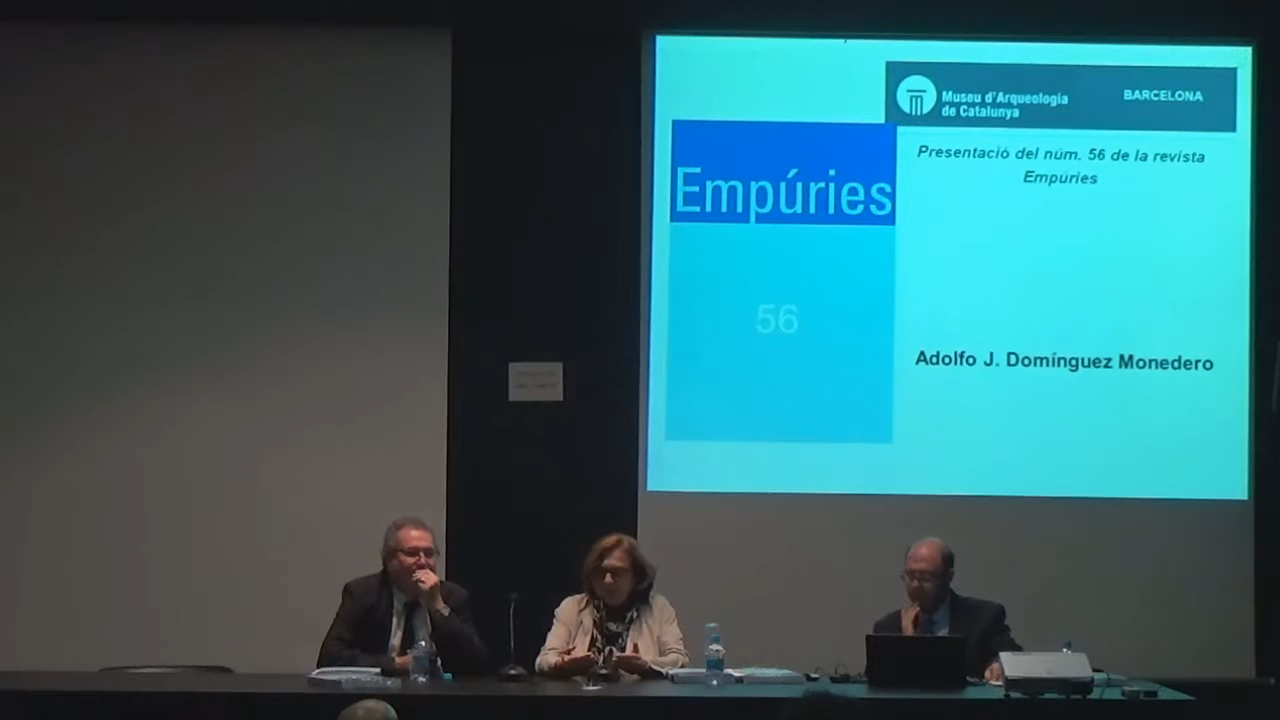 Museu d'Arqueologia
de Catalunya
BARCELONA
Presentació del núm. 56 de la revista
Empúries
Empúries
56
Adolfo J. Domínguez Monedero